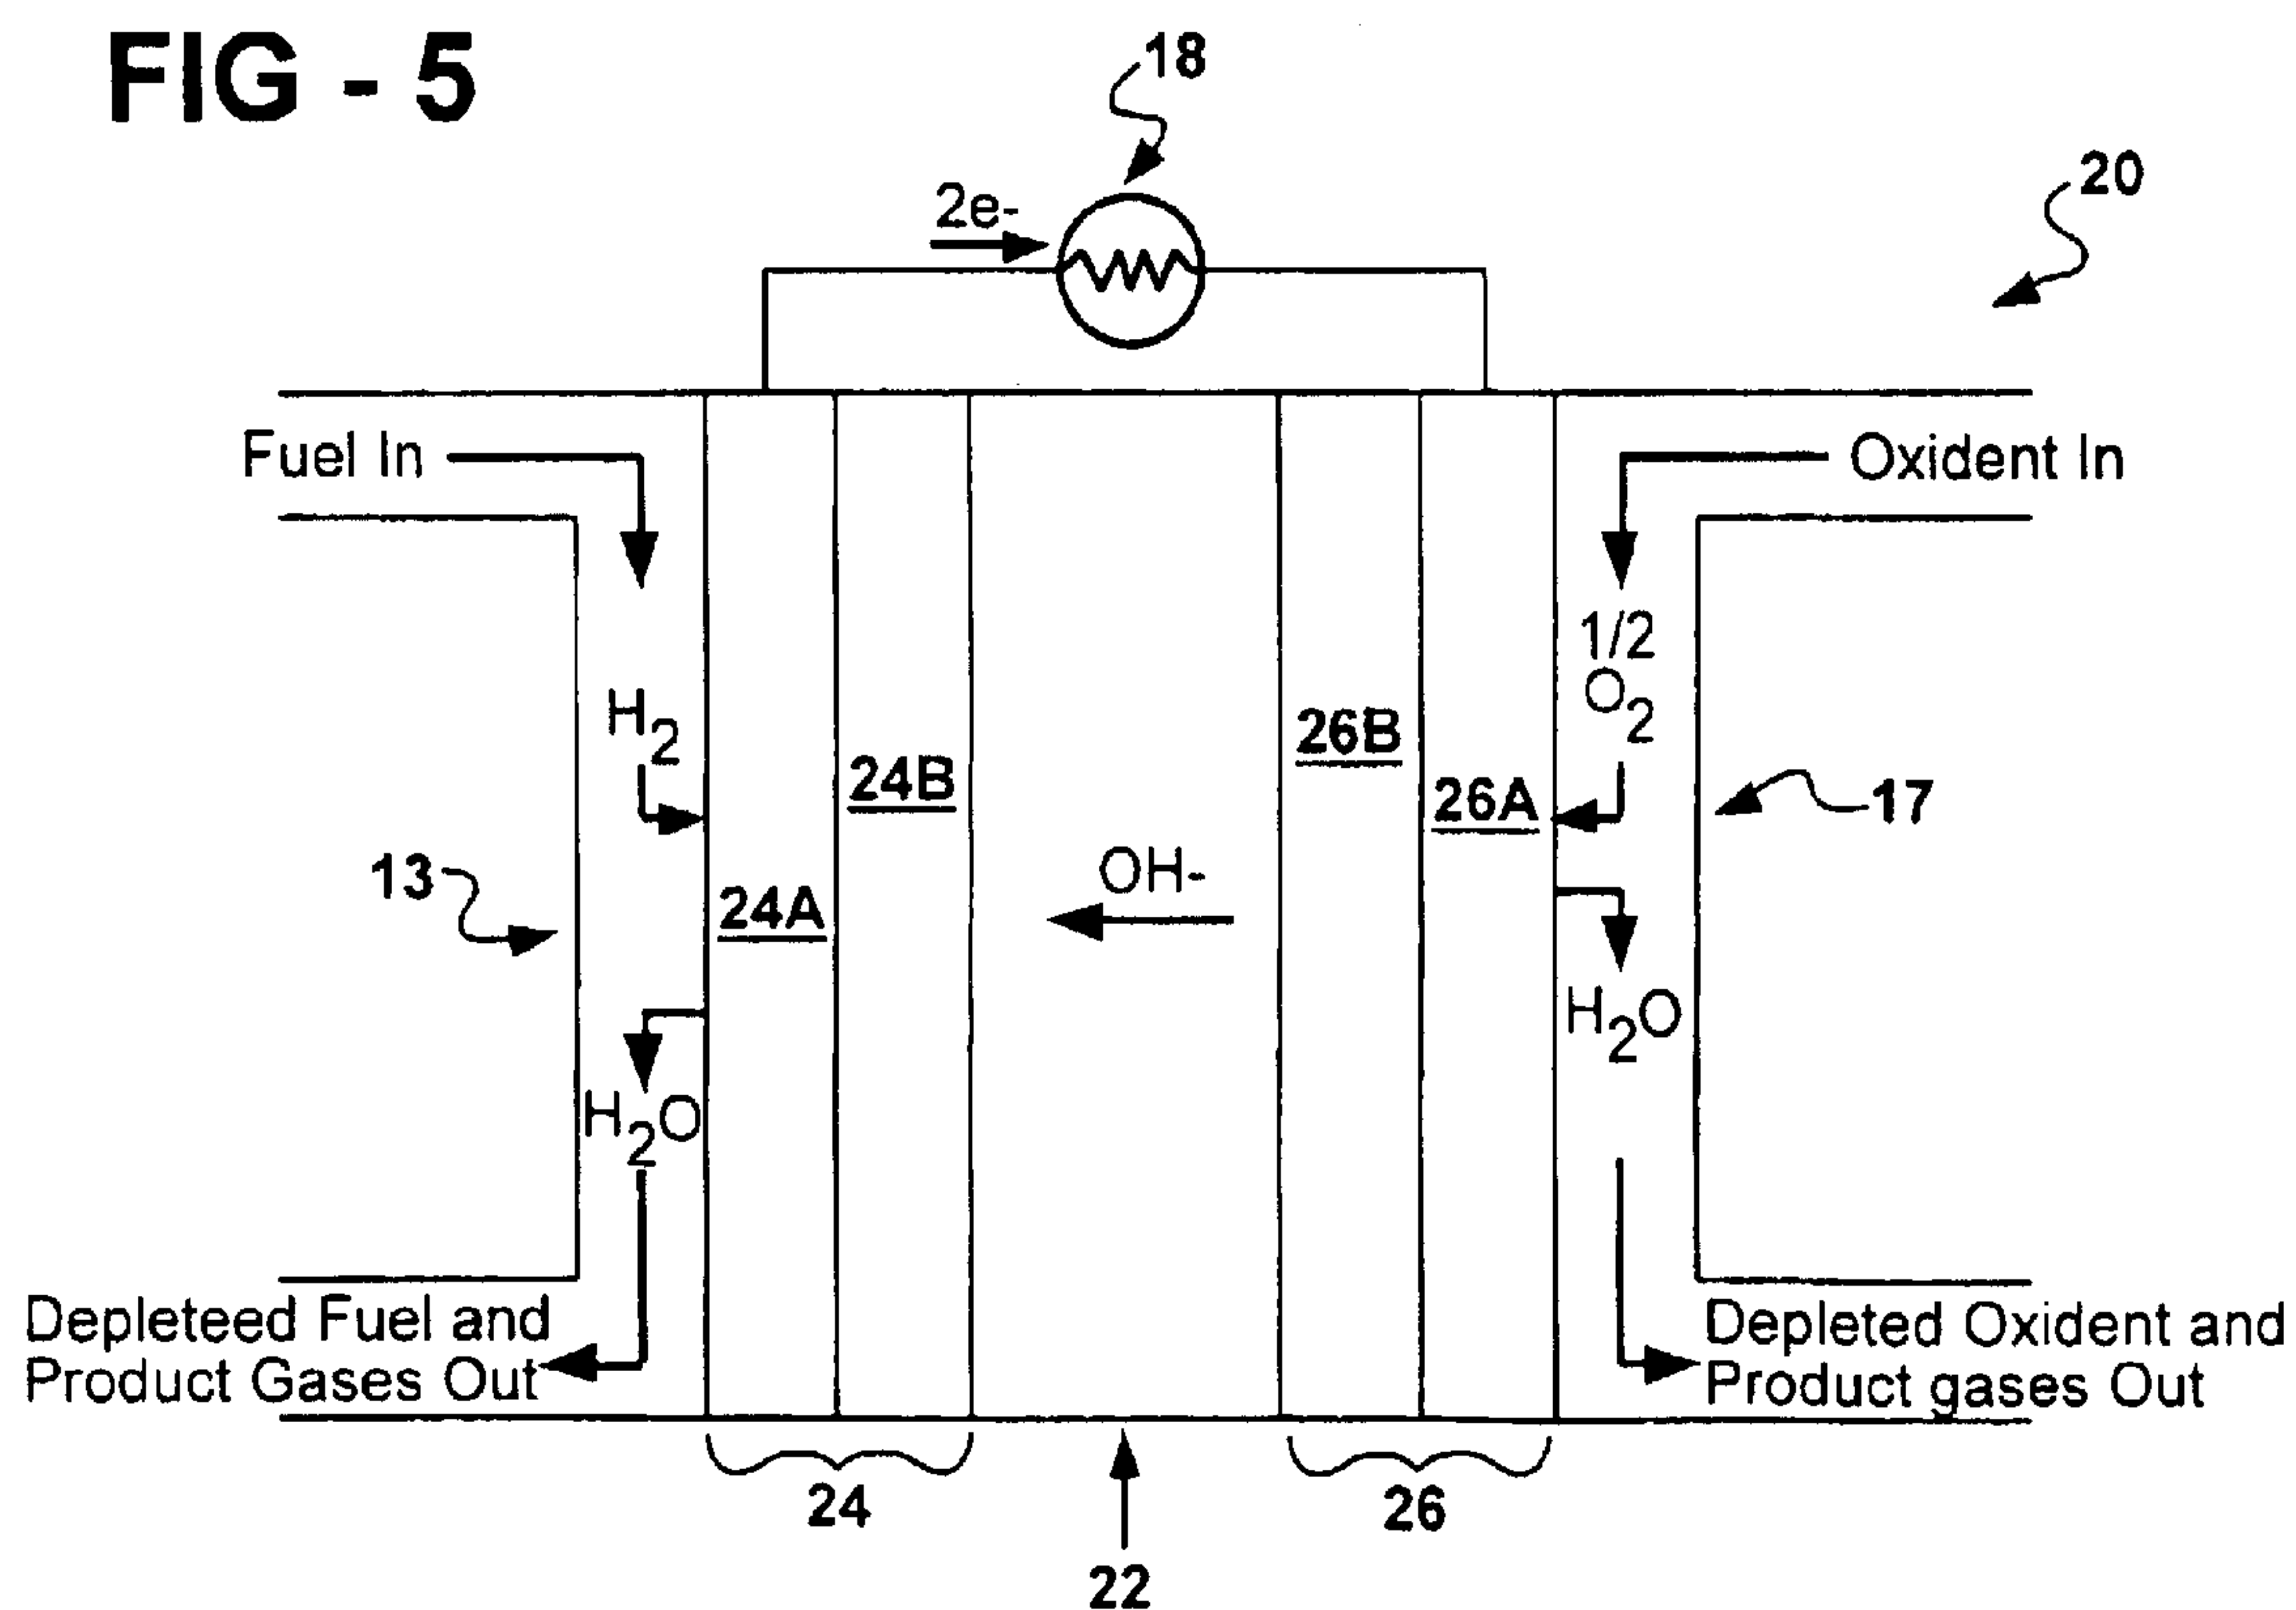 FIG - 5
18
20
2e-
Fuel In
Oxident In
1/2
O2
H2
26B
24B
26A
17
13
OH-
24A
H2O
H2O
Depleteed Fuel and
Product Gases Out
Depleted Oxident and
Product gases Out
24
26
22